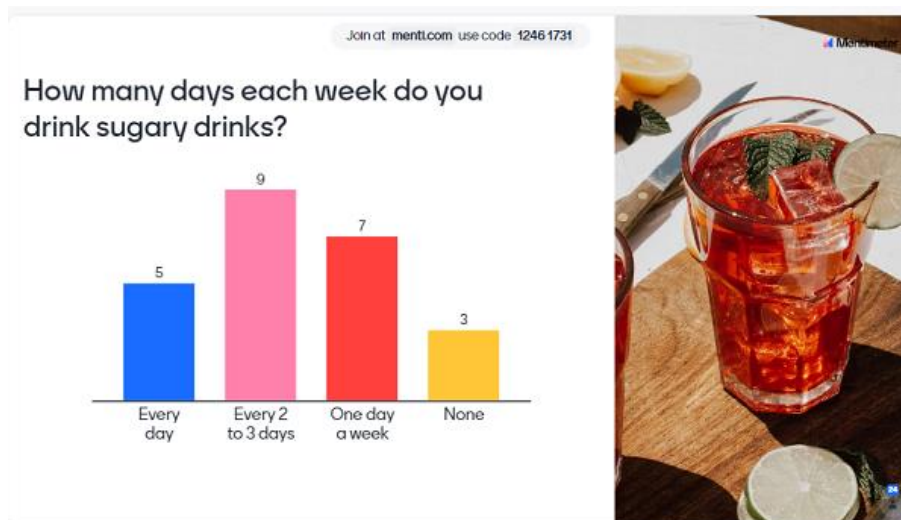 Join at menti.com use code 1246 1731
Mentimeter
How many days each week do you
drink sugary drinks?
5
9
7
3
Every
day
Every 2
to 3 days
One day
a week
None
24